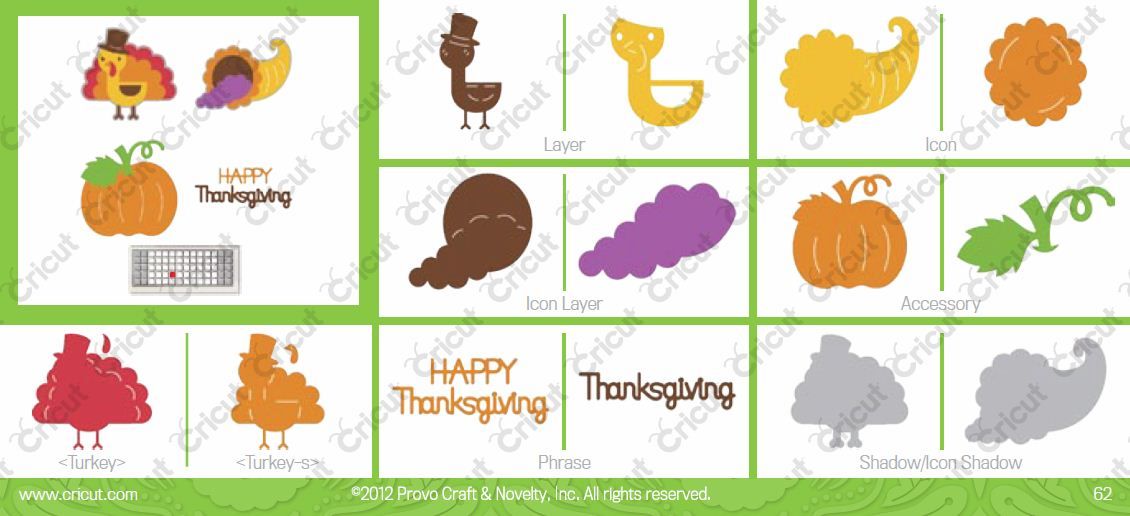 HAPPY
Thanksgiving
Layer
Icon
Icon Layer
Accessory
<Turkey>
<Turkey-s>
HAPPY
Thanksgiving
Thanksgiving
Phrase
Shadow/Icon Shadow
www.cricut.com
©2012 Provo Craft & Novelty, Inc. All rights reserved.
62
Cricut